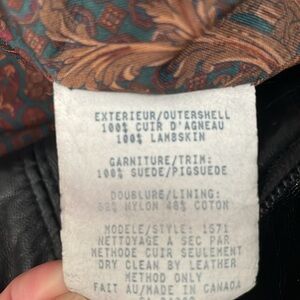 EXTERIEUR/OUTERSHELL
100% CUIR D'AGNEAU
100% LAMBSKIN
GARNITURE/TRIM:
100% SUEDE/PIGSUEDE
DOUBLURE/LINING:
52% NYLON 48% COTON
MODELE/STYLE: 1571
NETTOYAGE A SEC PAR
METHODE CUIR SEULEMENT
DRY CLEAN BY LEATHER
METHOD ONLY
FAIT AU/MADE IN CANADA